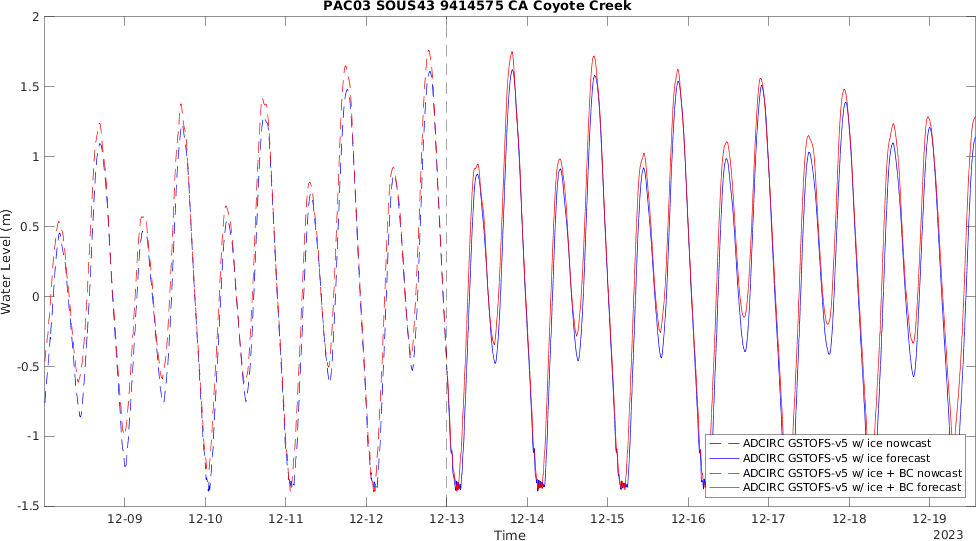 PAC03 SOUS43 9414575 CA Coyote Creek
Water Level (m)
2
1.5
1
0.5
0
-0.5
-1
-1.5
ADCIRC GSTOFS-v5 w/ ice nowcast
ADCIRC GSTOFS-v5 w/ ice forecast
ADCIRC GSTOFS-v5 w/ ice + BC nowcast
ADCIRC GSTOFS-v5 w/ ice + BC forecast
12-09 12-10 12-11 12-12 12-13 12-14 12-15 12-16 12-17 12-18 12-19
Time
2023